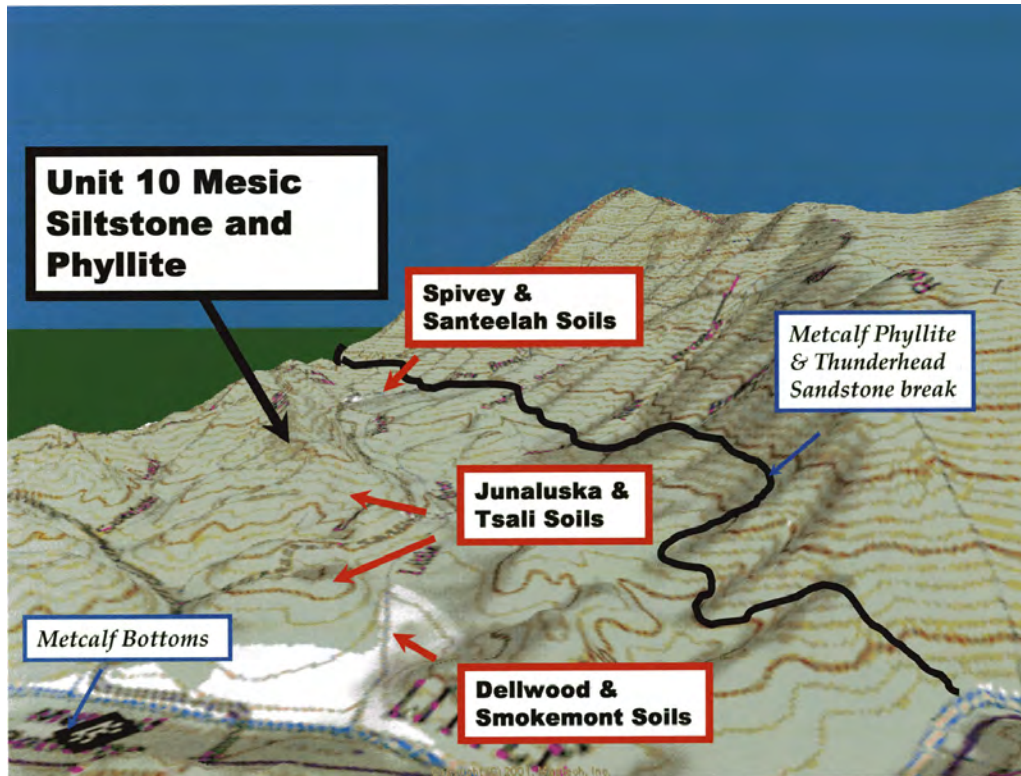 Unit 10 Mesic
Siltstone and
Phyllite
Spivey &
Santeelah Soils
Metcalf Phyllite
& Thunderhead
Sandstone break
Junaluska &
Tsali Soils
Metcalf Bottoms
Dellwood &
Smokemont Soils